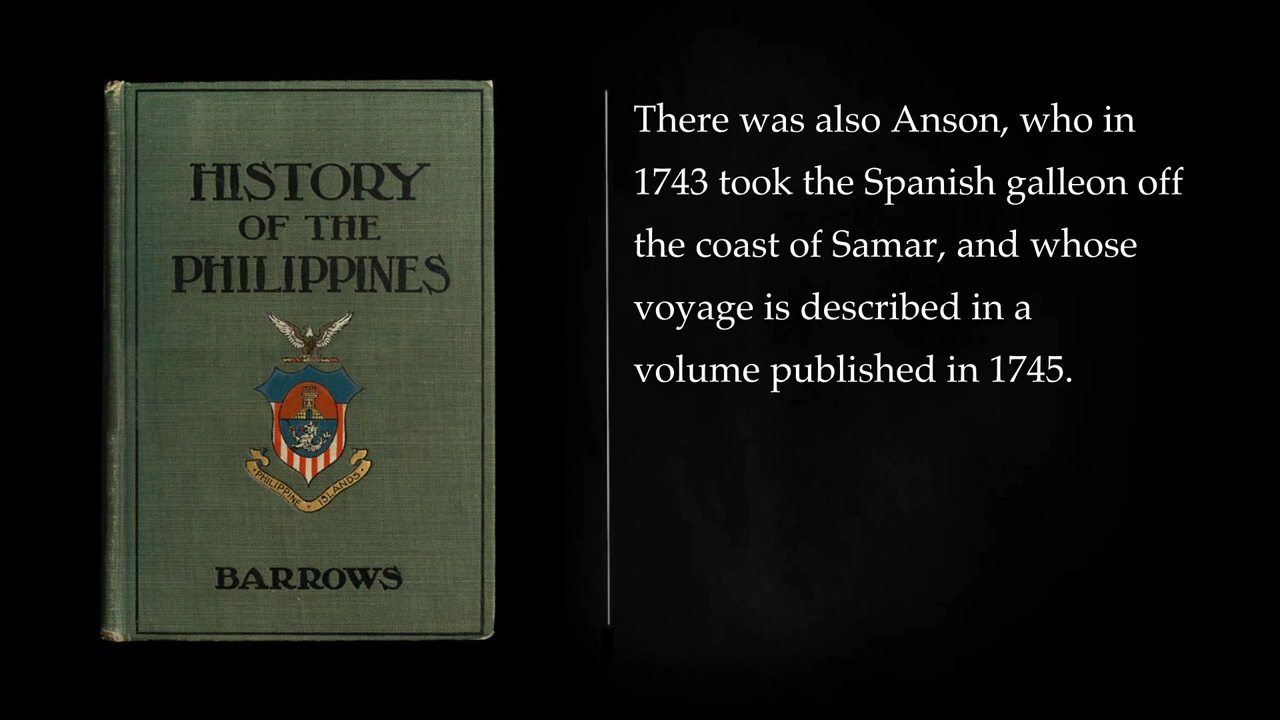 HISTORY
OF THE
PHILIPPINES
PHILIPPINE ISLANDS
BARROWS
There was also Anson, who in
1743 took the Spanish galleon off
the coast of Samar, and whose
voyage is described in a
volume published in 1745.